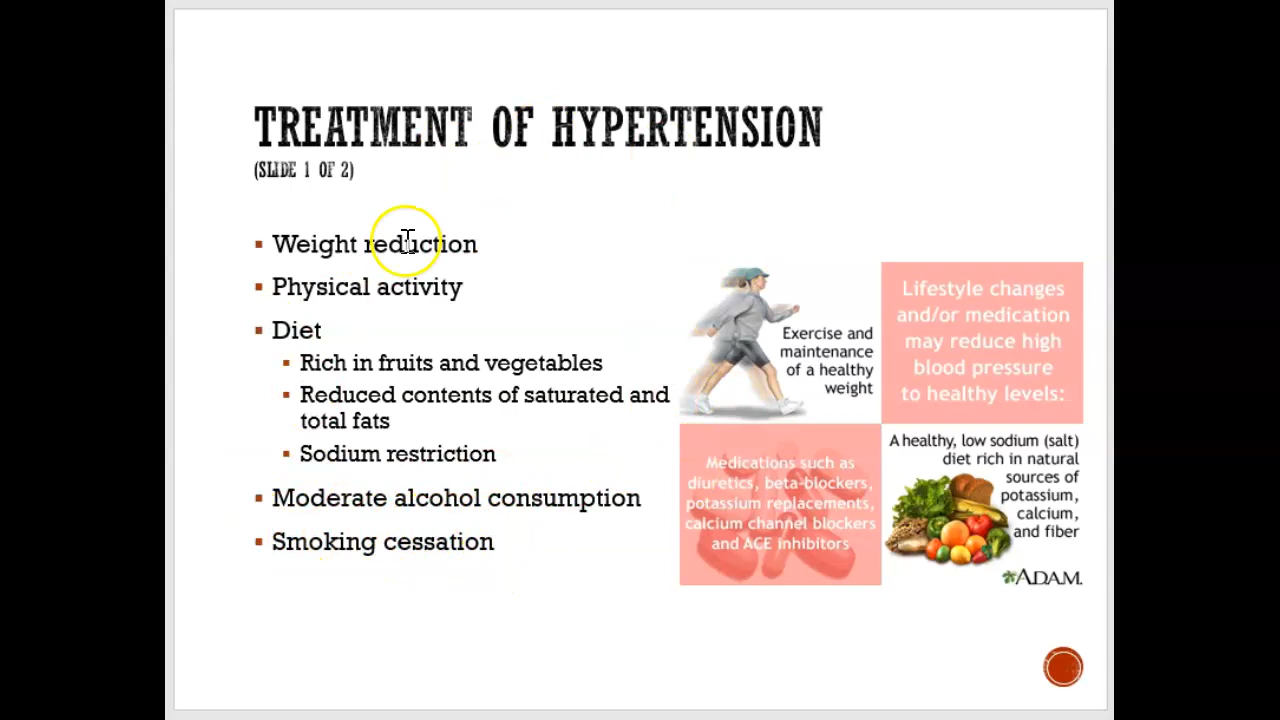 TREATMENT OF HYPERTENSION
(SLIDE 1 OF 2)
▪ Weight reduction
▪ Physical activity
▪ Diet
▪ Rich in fruits and vegetables
▪ Reduced contents of saturated and
total fats
▪ Sodium restriction
▪ Moderate alcohol consumption
▪ Smoking cessation
Exercise and
maintenance
of a healthy
weight
Lifestyle changes
and/or medication
may reduce high
blood pressure
to healthy levels:
Medications such as
diuretics, beta-blockers,
potassium replacements,
calcium channel blockers
and ACE inhibitors
A healthy, low sodium (salt)
diet rich in natural
sources of
potassium,
calcium,
and fiber
ADAM.